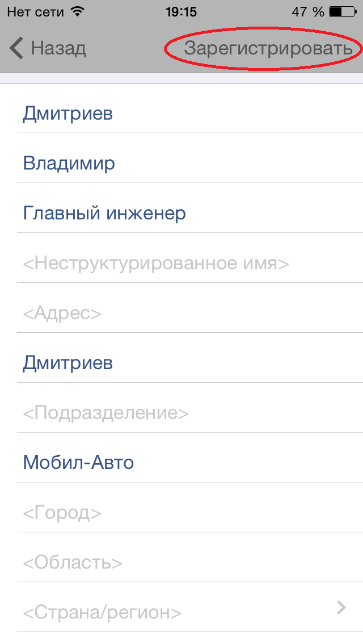 Нет сети 19:15 47 %
Назад Зарегистрировать
Дмитриев
Владимир
Главный инженер
<Неструктурированное имя>
<Адрес>
Дмитриев
<Подразделение>
Мобил-Авто
<Город>
<Область>
<Страна/регион>